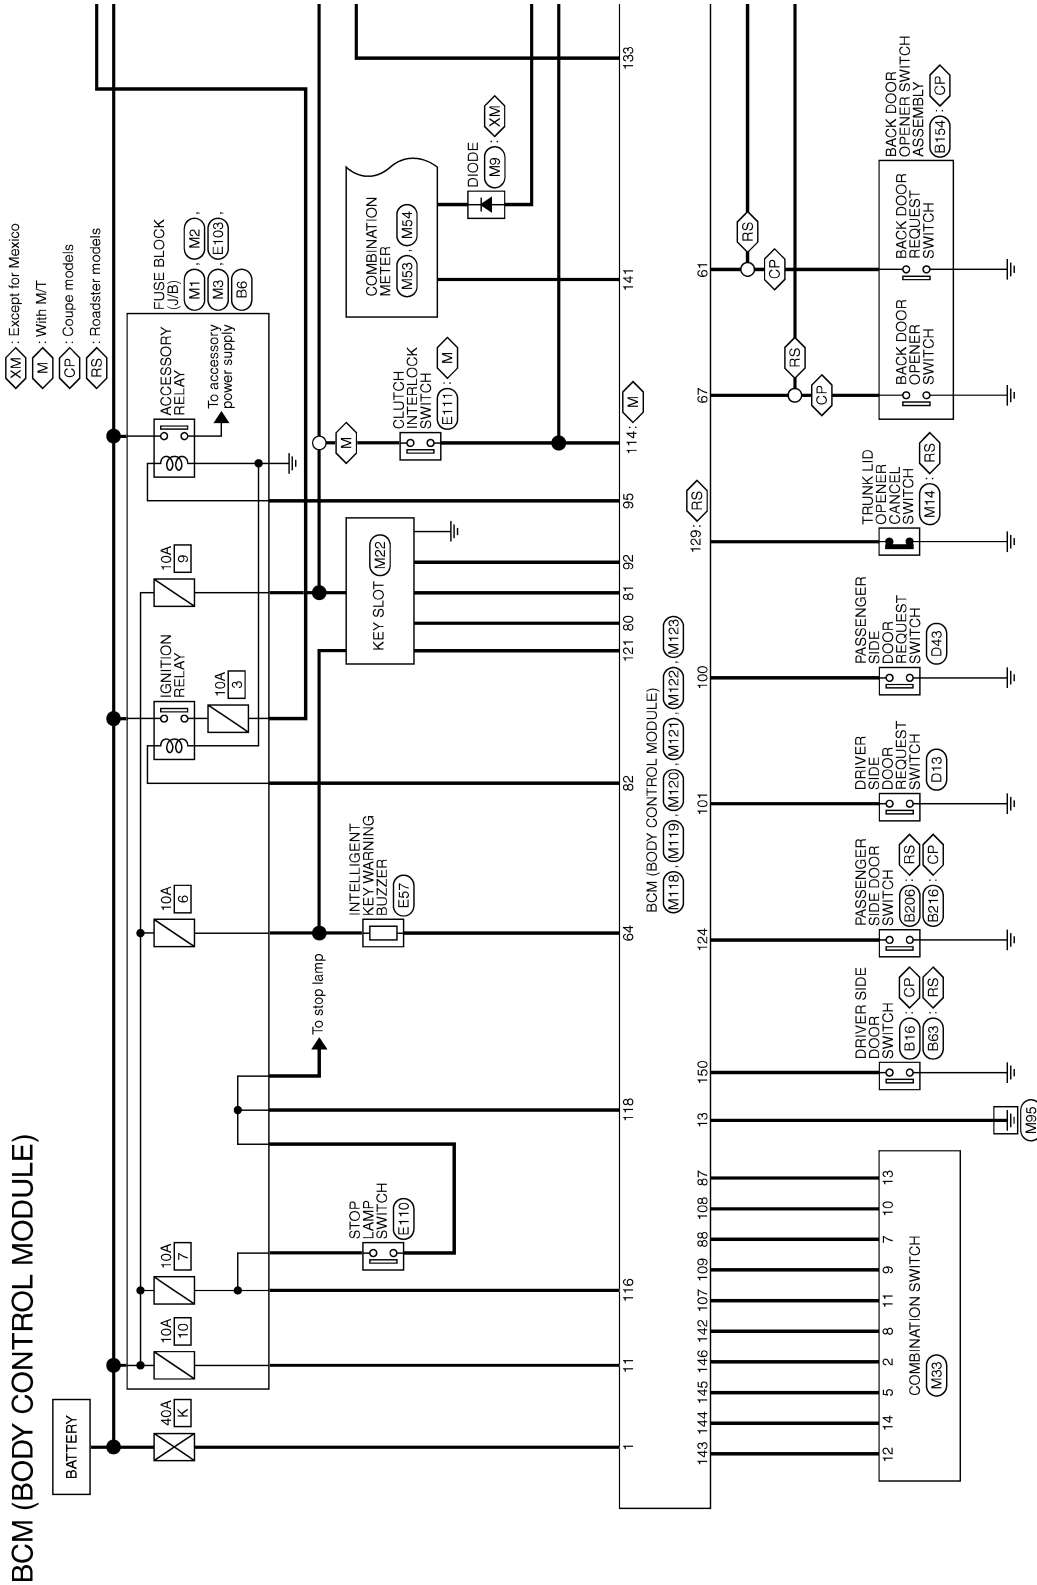 BCM (BODY CONTROL MODULE)
XM : Except for Mexico
M : With M/T
CP : Coupe models
RS : Roadster models
BATTERY
40A
K
10A
10
10A
7
10A
6
IGNITION
RELAY
10A
3
10A
9
ACCESSORY
RELAY
To accessory
power supply
FUSE BLOCK
(J/B)
M1 , M2 ,
M3 , E103 ,
B6
STOP
LAMP
SWITCH
E110
To stop lamp
INTELLIGENT
KEY WARNING
BUZZER
E57
KEY SLOT M22
M
CLUTCH
INTERLOCK
SWITCH
E111 : M
COMBINATION
METER
M53 , M54
DIODE
M9 : XM
1
11
116
118
64
82
121
80
81
92
95
114: M
141
133
BCM (BODY CONTROL MODULE)
M118 , M119 , M120 , M121 , M122 , M123
143
144
145
146
142
107
109
88
108
87
13
150
124
101
100
129: RS
67
61
12
14
5
2
8
11
9
7
10
13
COMBINATION SWITCH
M33
M95
DRIVER SIDE
DOOR
SWITCH
B16 : CP
B63 : RS
PASSENGER
SIDE DOOR
SWITCH
B206 : RS
B216 : CP
DRIVER
SIDE
DOOR
REQUEST
SWITCH
D13
PASSENGER
SIDE
DOOR
REQUEST
SWITCH
D43
TRUNK LID
OPENER
CANCEL
SWITCH
M14 : RS
RS
CP
RS
CP
BACK DOOR
OPENER
SWITCH
BACK DOOR
REQUEST
SWITCH
BACK DOOR
OPENER SWITCH
ASSEMBLY
B154 : CP